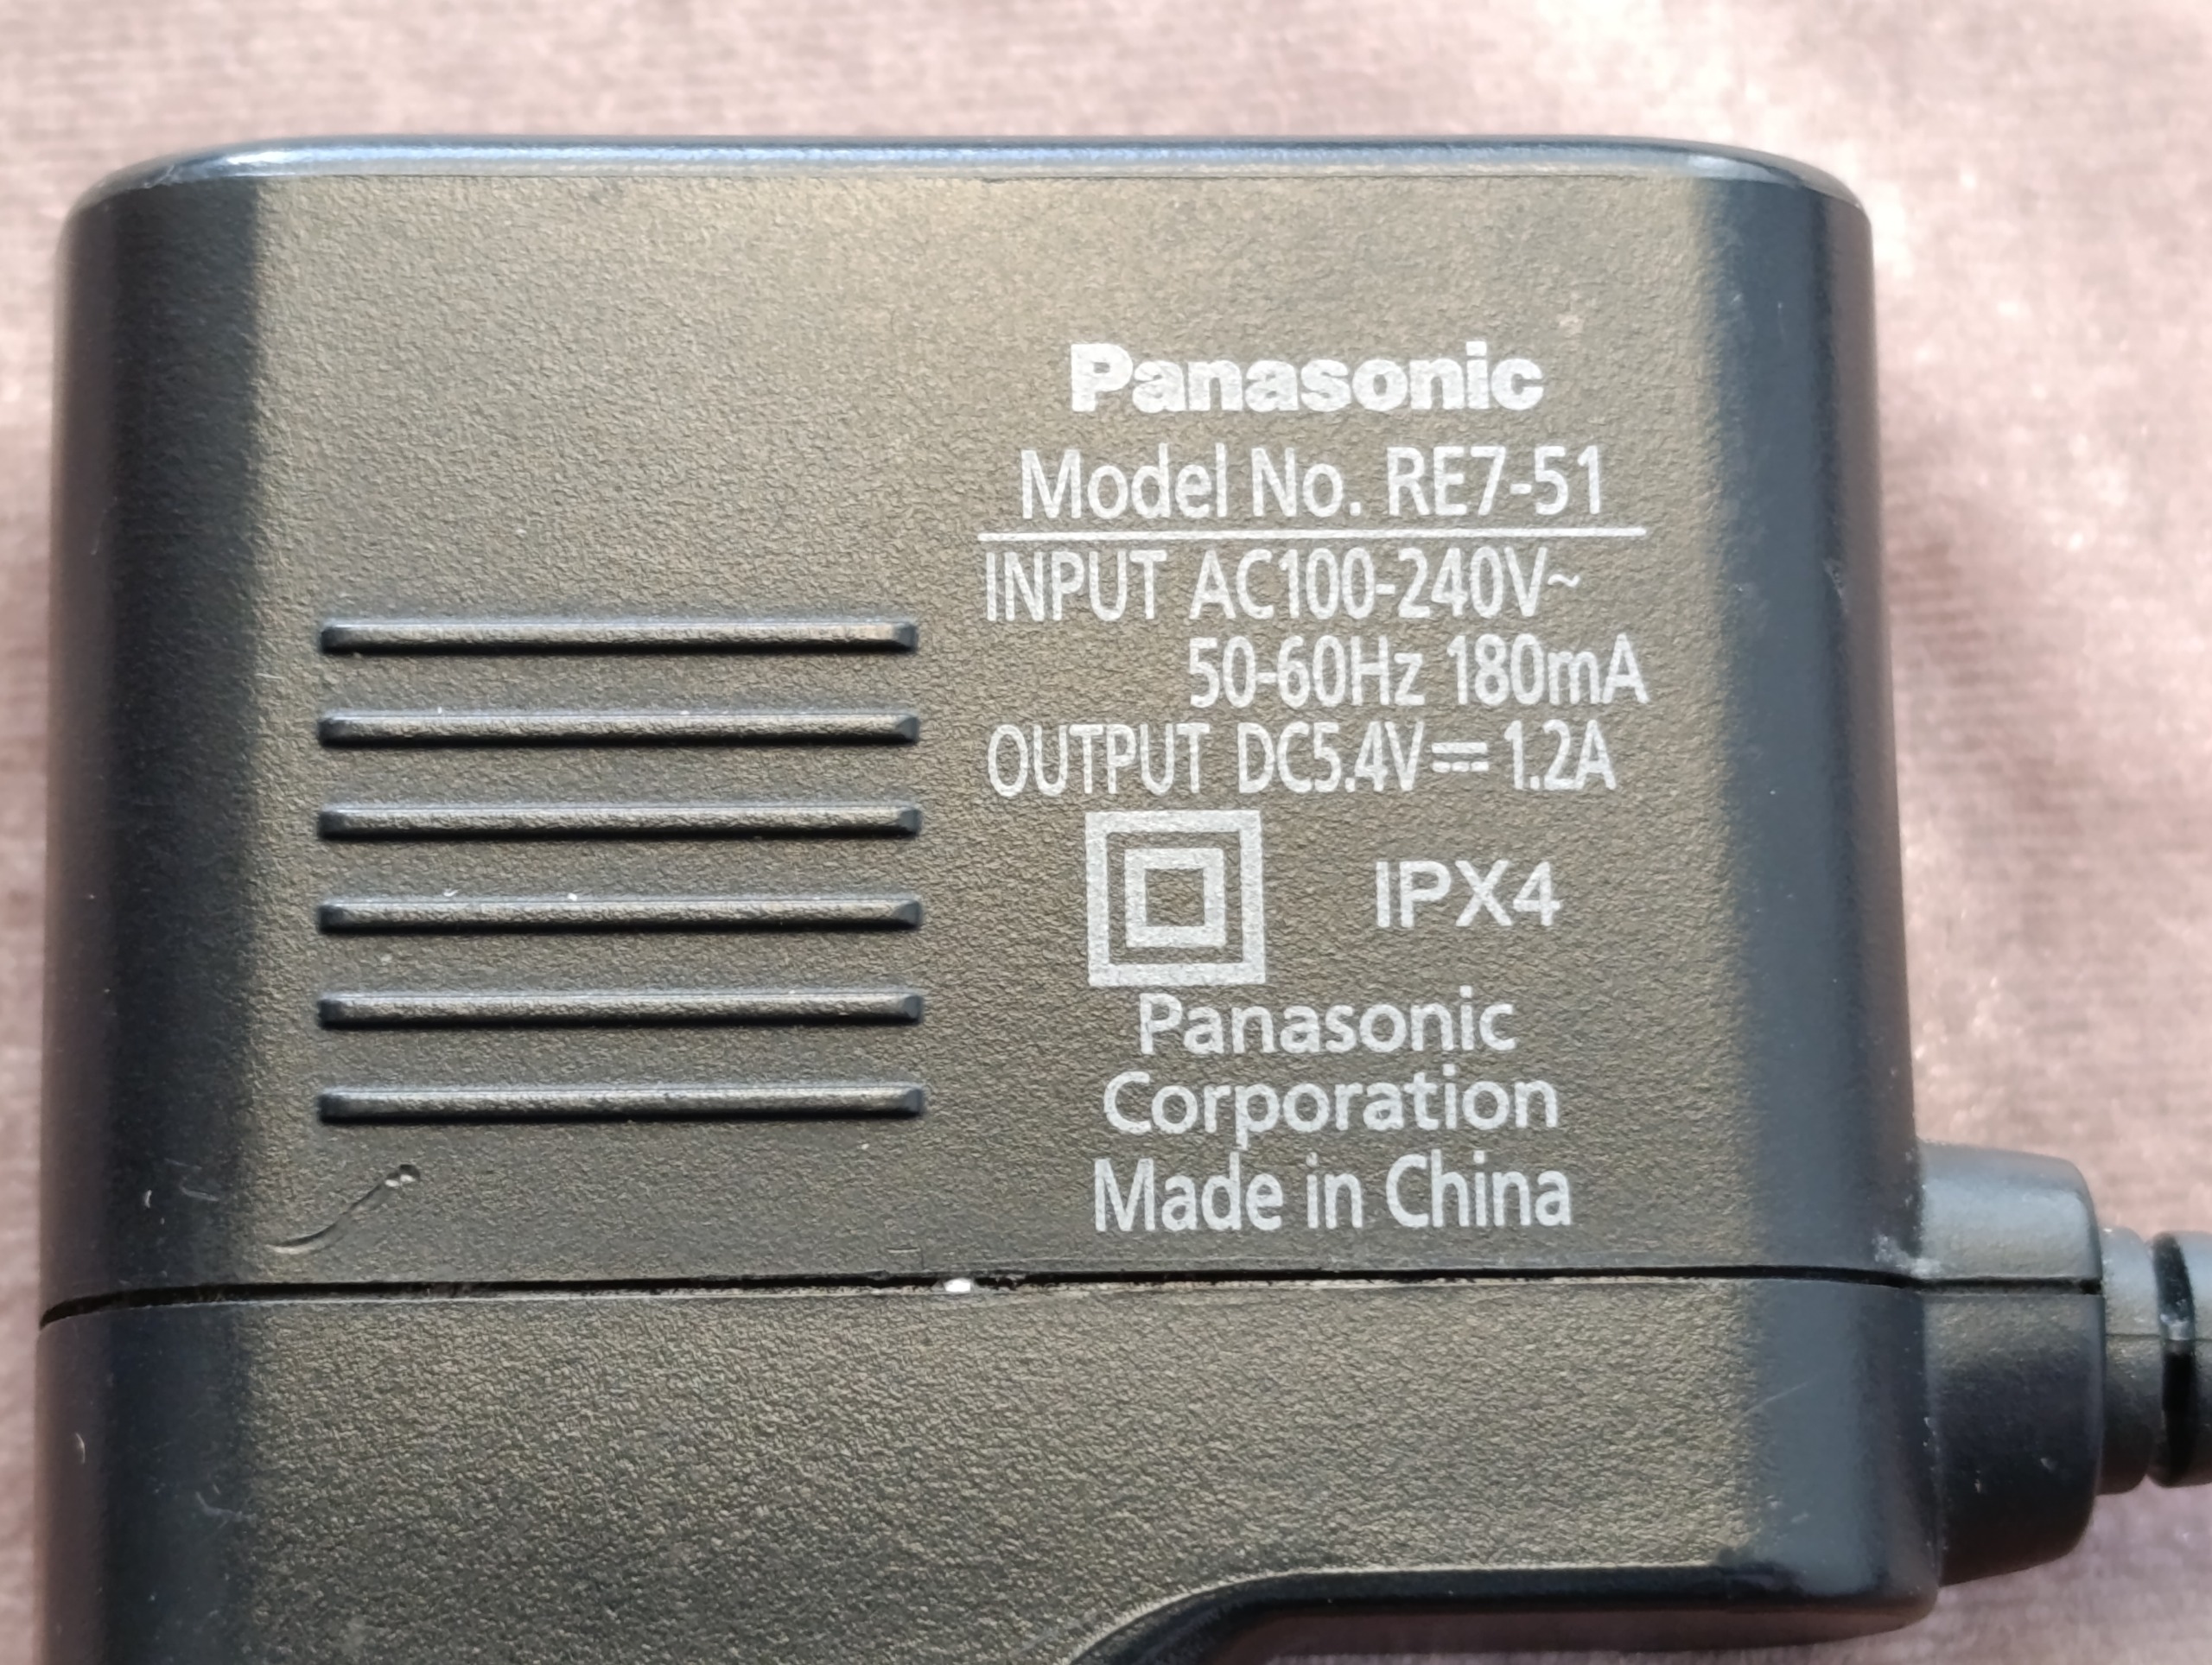 Panasonic
Model No. RE7-51
INPUT AC100-240V~
50-60Hz 180mA
OUTPUT DC5.4V⎓1.2A
IPX4
Panasonic
Corporation
Made in China